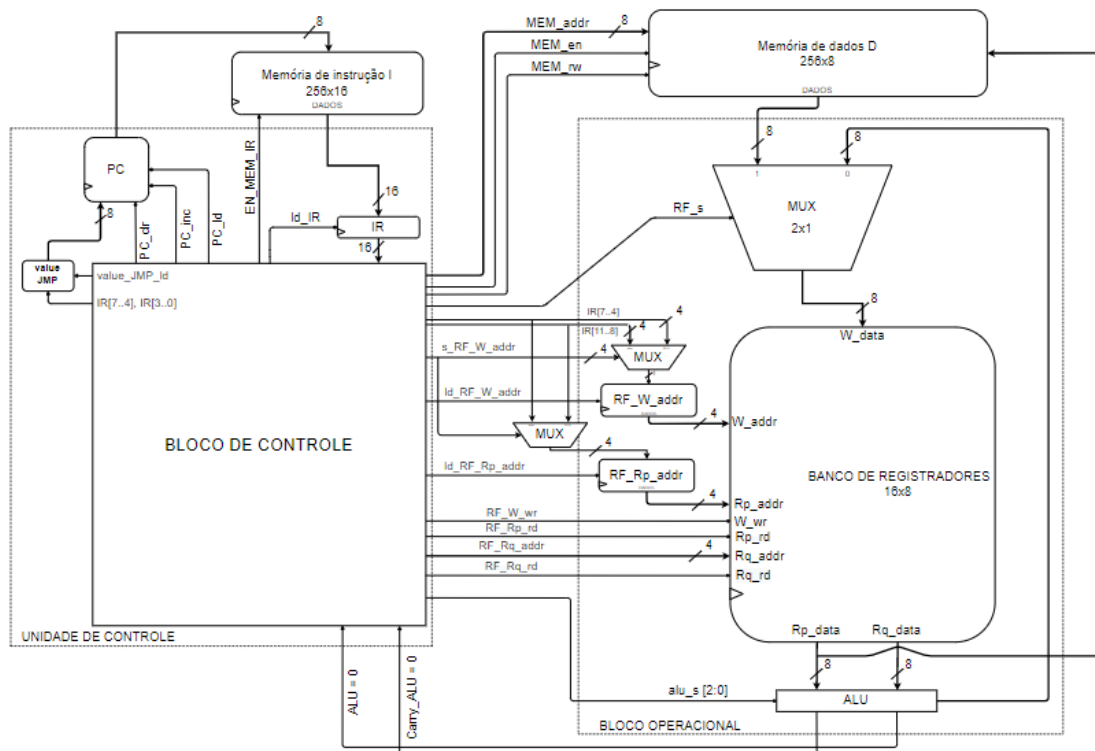 MEM_addr
8
MEM_en
MEM_rw
Memória de dados D
256x8
DADOS
8
Memória de instrução I
256x16
DADOS
PC
8
PC_clr
PC_inc
PC_ld
EN_MEM_IR
ld_IR
16
IR
16
value
JMP
value_JMP_ld
IR[7..4], IR[3..0]
BLOCO DE CONTROLE
UNIDADE DE CONTROLE
8
8
1
0
MUX
2x1
RF_s
8
W_data
IR[7..4]
4
IR[11..8]
4
s_RF_W_addr
4
MUX
ld_RF_W_addr
RF_W_addr
4
W_addr
MUX
4
ld_RF_Rp_addr
RF_Rp_addr
4
Rp_addr
RF_W_wr
W_wr
RF_Rp_rd
Rp_rd
RF_Rq_addr
4
Rq_addr
RF_Rq_rd
Rq_rd
BANCO DE REGISTRADORES
16x8
Rp_data
Rq_data
8
8
alu_s [2:0]
ALU
BLOCO OPERACIONAL
ALU = 0
Carry_ALU = 0